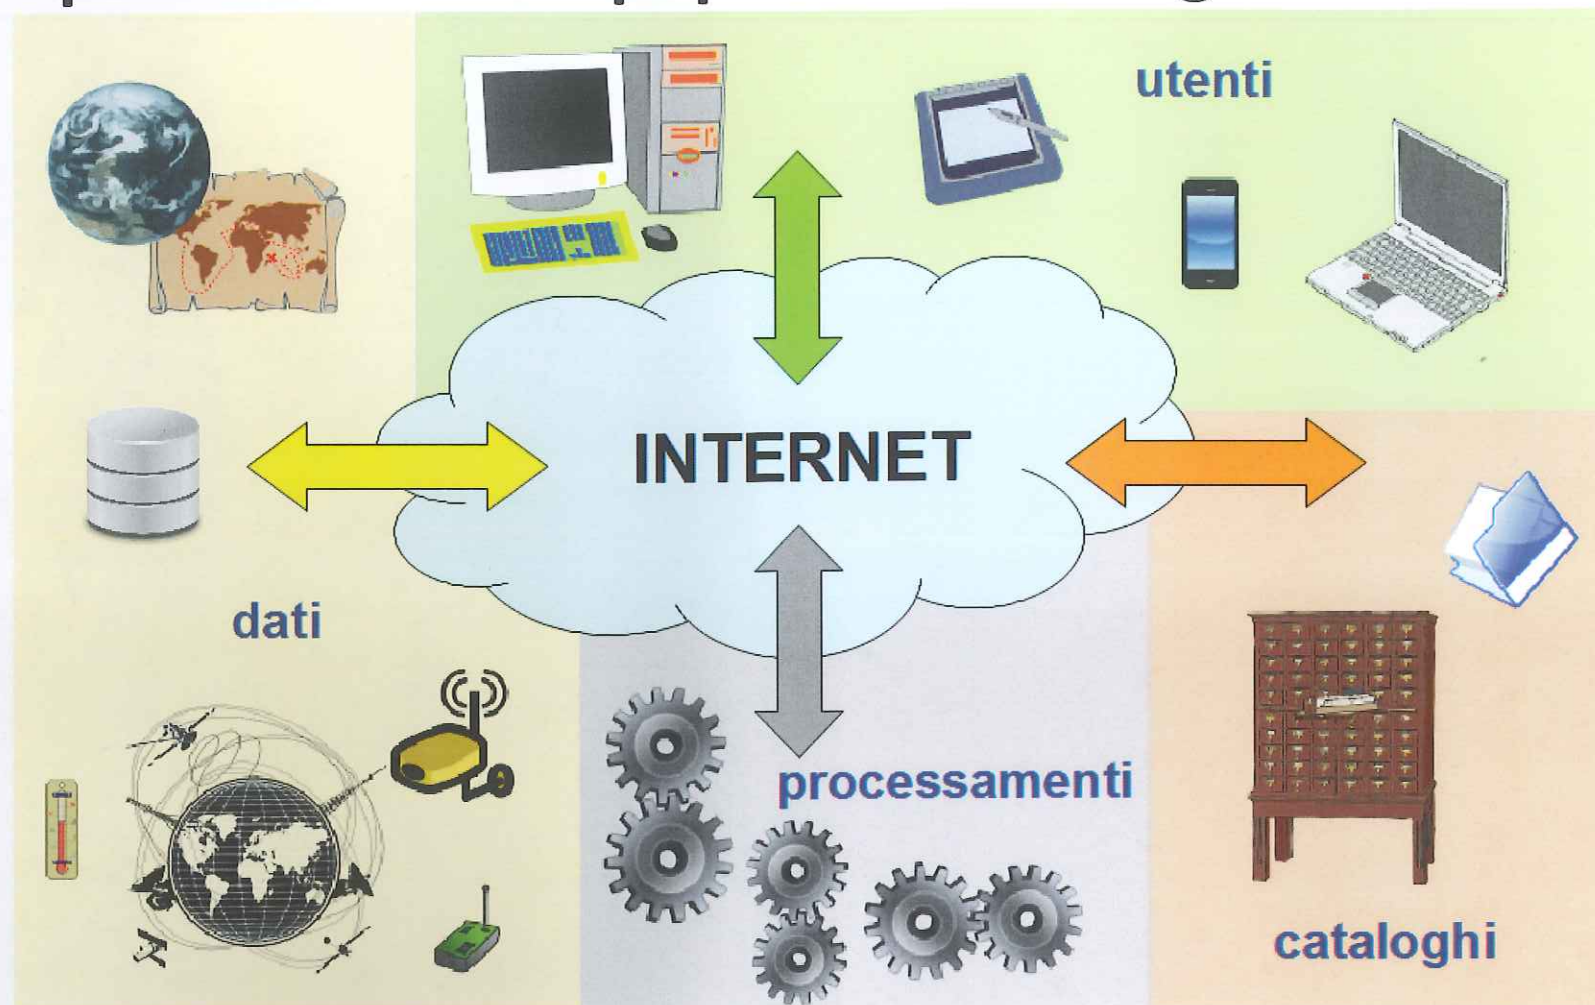 utenti
INTERNET
dati
processamenti
cataloghi